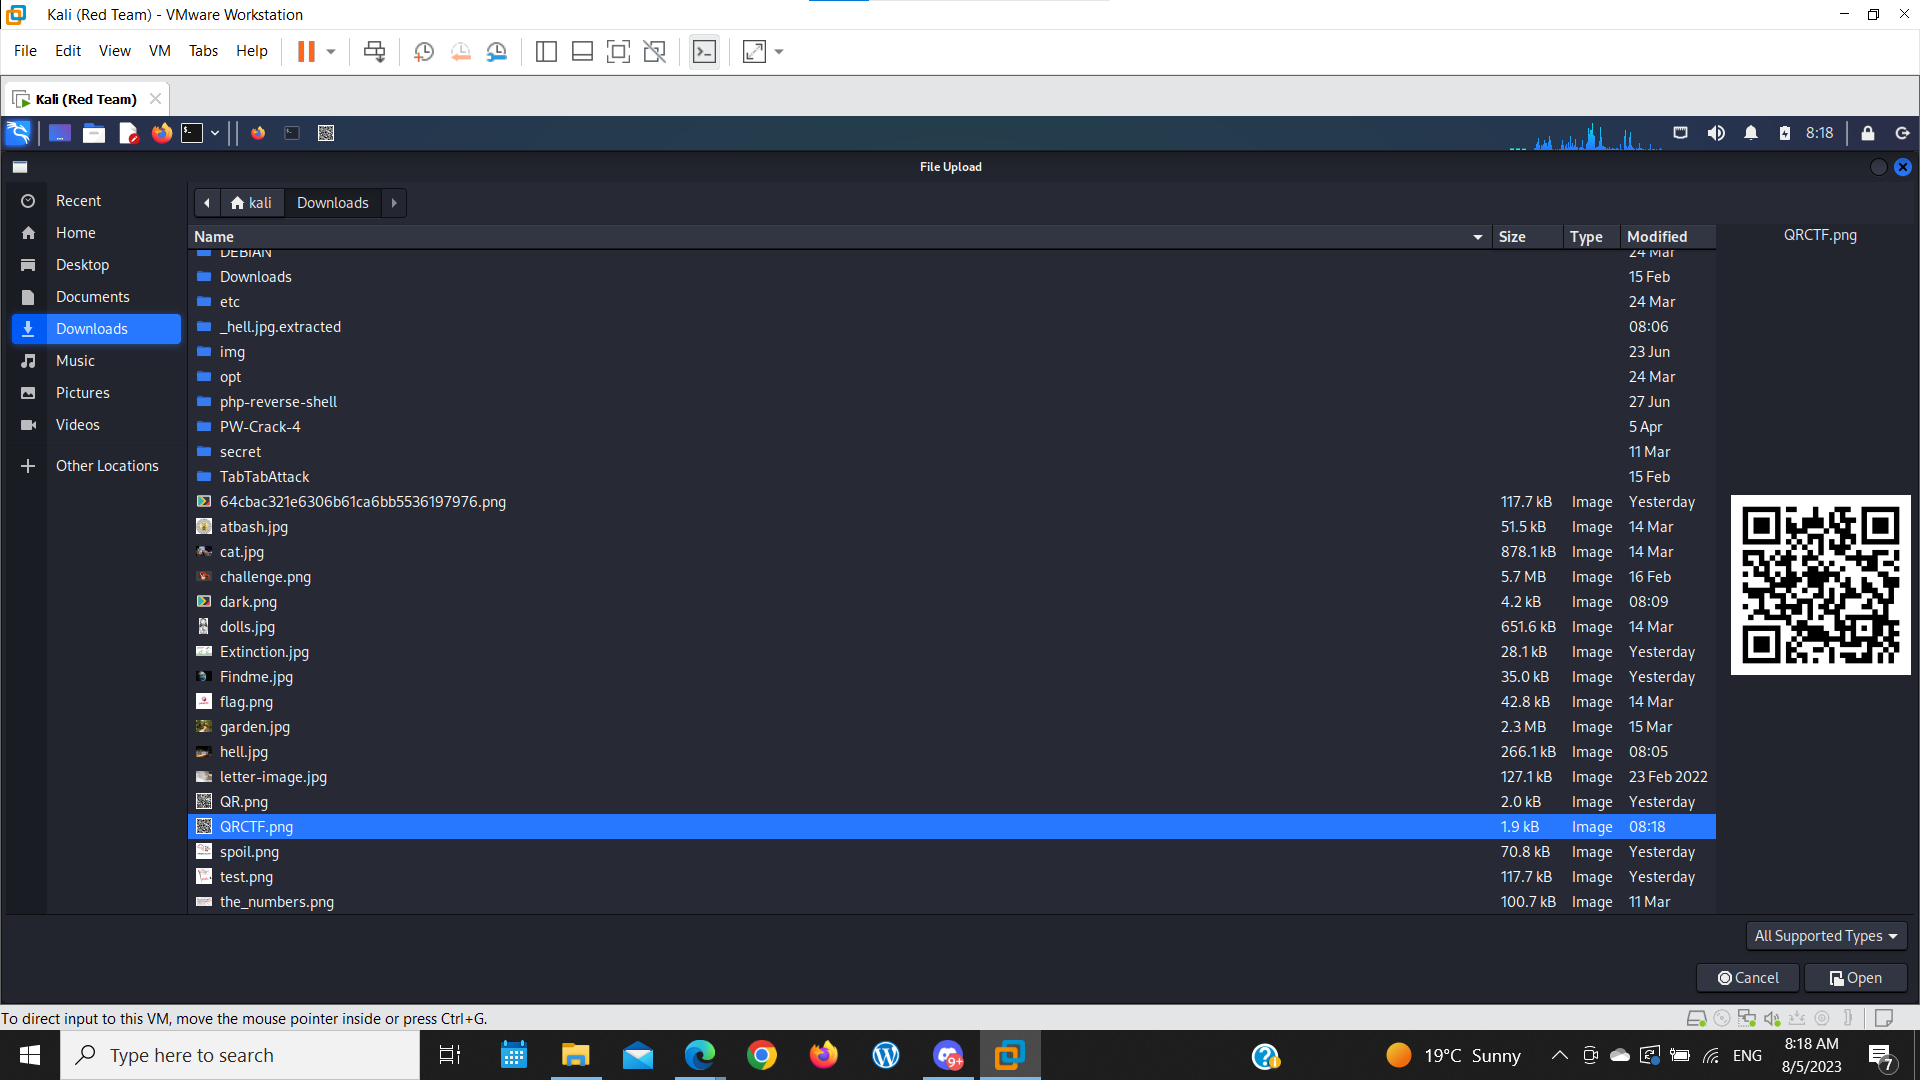 Kali (Red Team) - VMware Workstation
File Edit View VM Tabs Help
Kali (Red Team)
8:18
File Upload
Recent
Home
Desktop
Documents
Downloads
Music
Pictures
Videos
Other Locations
kali Downloads
Name Size Type Modified
DEBIAN 24 Mar
Downloads 15 Feb
etc 24 Mar
_hell.jpg.extracted 08:06
img 23 Jun
opt 24 Mar
php-reverse-shell 27 Jun
PW-Crack-4 5 Apr
secret 11 Mar
TabTabAttack 15 Feb
64cbac321e6306b61ca6bb5536197976.png 117.7 kB Image Yesterday
atbash.jpg 51.5 kB Image 14 Mar
cat.jpg 878.1 kB Image 14 Mar
challenge.png 5.7 MB Image 16 Feb
dark.png 4.2 kB Image 08:09
dolls.jpg 651.6 kB Image 14 Mar
Extinction.jpg 28.1 kB Image Yesterday
Findme.jpg 35.0 kB Image Yesterday
flag.png 42.8 kB Image 14 Mar
garden.jpg 2.3 MB Image 15 Mar
hell.jpg 266.1 kB Image 08:05
letter-image.jpg 127.1 kB Image 23 Feb 2022
QR.png 2.0 kB Image Yesterday
QRCTF.png 1.9 kB Image 08:18
spoil.png 70.8 kB Image Yesterday
test.png 117.7 kB Image Yesterday
the_numbers.png 100.7 kB Image 11 Mar
QRCTF.png
All Supported Types
Cancel Open
To direct input to this VM, move the mouse pointer inside or press Ctrl+G.
Type here to search
9+
19°C Sunny
ENG
8:18 AM
8/5/2023
7